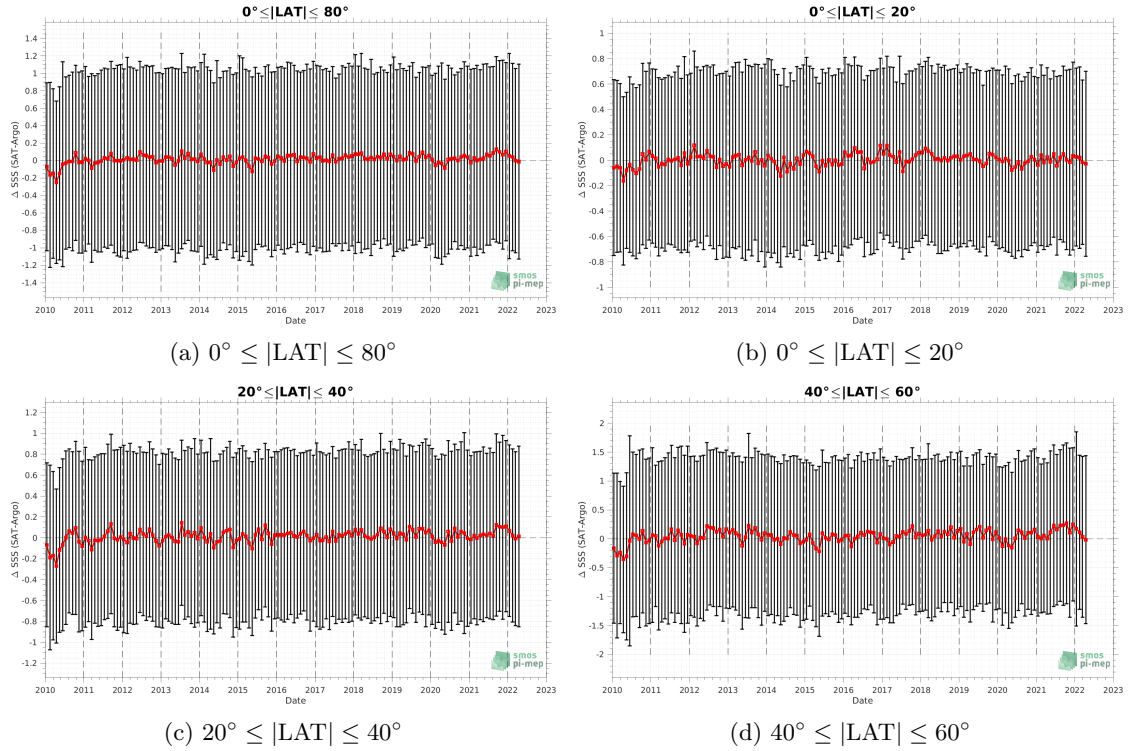 0°≤|LAT|≤ 80°
1.4
1.2
1
0.8
0.6
0.4
0.2
0
-0.2
-0.4
-0.6
-0.8
-1
-1.2
-1.4
Δ SSS (SAT-Argo)
smos
pi-mep
2010 2011 2012 2013 2014 2015 2016 2017 2018 2019 2020 2021 2022 2023
Date
(a) 0° ≤ |LAT| ≤ 80°
0°≤|LAT|≤ 20°
1
0.8
0.6
0.4
0.2
0
-0.2
-0.4
-0.6
-0.8
-1
Δ SSS (SAT-Argo)
smos
pi-mep
2010 2011 2012 2013 2014 2015 2016 2017 2018 2019 2020 2021 2022 2023
Date
(b) 0° ≤ |LAT| ≤ 20°
20°≤|LAT|≤ 40°
1.2
1
0.8
0.6
0.4
0.2
0
-0.2
-0.4
-0.6
-0.8
-1
-1.2
Δ SSS (SAT-Argo)
smos
pi-mep
2010 2011 2012 2013 2014 2015 2016 2017 2018 2019 2020 2021 2022 2023
Date
(c) 20° ≤ |LAT| ≤ 40°
40°≤|LAT|≤ 60°
2
1.5
1
0.5
0
-0.5
-1
-1.5
-2
Δ SSS (SAT-Argo)
smos
pi-mep
2010 2011 2012 2013 2014 2015 2016 2017 2018 2019 2020 2021 2022 2023
Date
(d) 40° ≤ |LAT| ≤ 60°